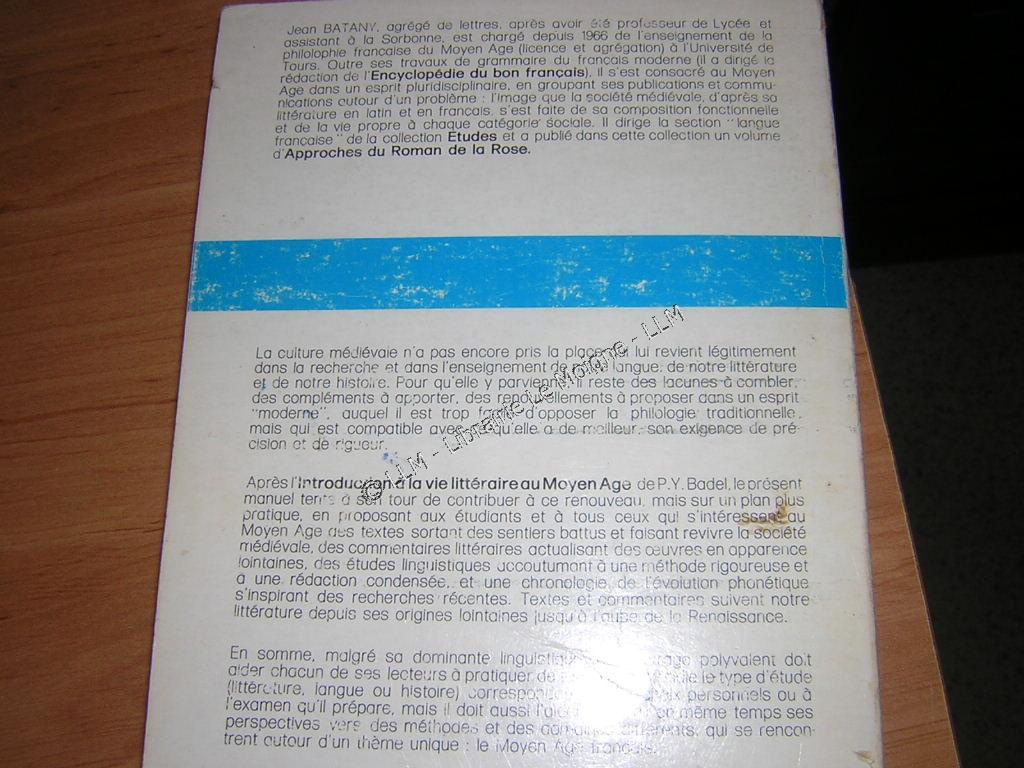 Jean BATANY, agrégé de lettres, après avoir été professeur de Lycée et
assistant à la Sorbonne, est chargé depuis 1966 de l'enseignement de la
philolophie française du Moyen Age (licence et agrégation) à l'Université de
Tours. Outre ses travaux de grammaire du français moderne (il a dirigé la
rédaction de l'Encyclopédie du bon français), il s'est consacré au Moyen
Age dans un esprit pluridisciplinaire, en groupant ses publications et commu-
nications autour d'un problème : l'image que la société médiévale, d'après sa
littérature en latin et en français, s'est faite de sa composition fonctionnelle
et de la vie propre à chaque catégorie sociale. Il dirige la section "langue
française" de la collection Etudes et a publié dans cette collection un volume
d'Approches du Roman de la Rose.
La culture médiévale n'a pas encore pris la place lui revient légitimement
dans la recherche et dans l'enseignement de langue, de notre littérature
et de notre histoire. Pour qu'elle y parvienne, reste des lacunes à combler,
des compléments à apporter, des renouvellements à proposer dans un esprit
"moderne", auquel il est trop d'opposer la philologie traditionnelle,
mais qui est compatible avec qu'elle a de meilleur, son exigence de pré-
cision et de rigueur.
Après l'Introduction à la vie littéraire au Moyen Age de P.Y. Badel, le présent
manuel tente à son tour de contribuer à ce renouveau, mais sur un plan plus
pratique, en proposant aux étudiants et à tous ceux qui s'intéressent au
Moyen Age des textes sortant des sentiers battus et faisant revivre la société
médiévale, des commentaires littéraires actualisant des œuvres en apparence
lointaines, des études linguistiques accoutumant à une méthode rigoureuse et
à une rédaction condensée, et une chronologie de l'évolution phonétique
s'inspirant des recherches récentes. Textes et commentaires suivent notre
littérature depuis ses origines lointaines jusqu'à l'aube de la Renaissance.
En somme, malgré sa dominante linguistique, polyvalent doit
aider chacun de ses lecteurs à pratiquer de le type d'étude
(littérature, langue ou histoire) personnels ou à
l'examen qu'il prépare, mais il doit aussi en même temps ses
perspectives vers des méthodes et des domaines différents, qui se rencon-
trent autour d'un thème unique : le Moyen Age français.
© LLM - Librairie Le Moigne - LLM